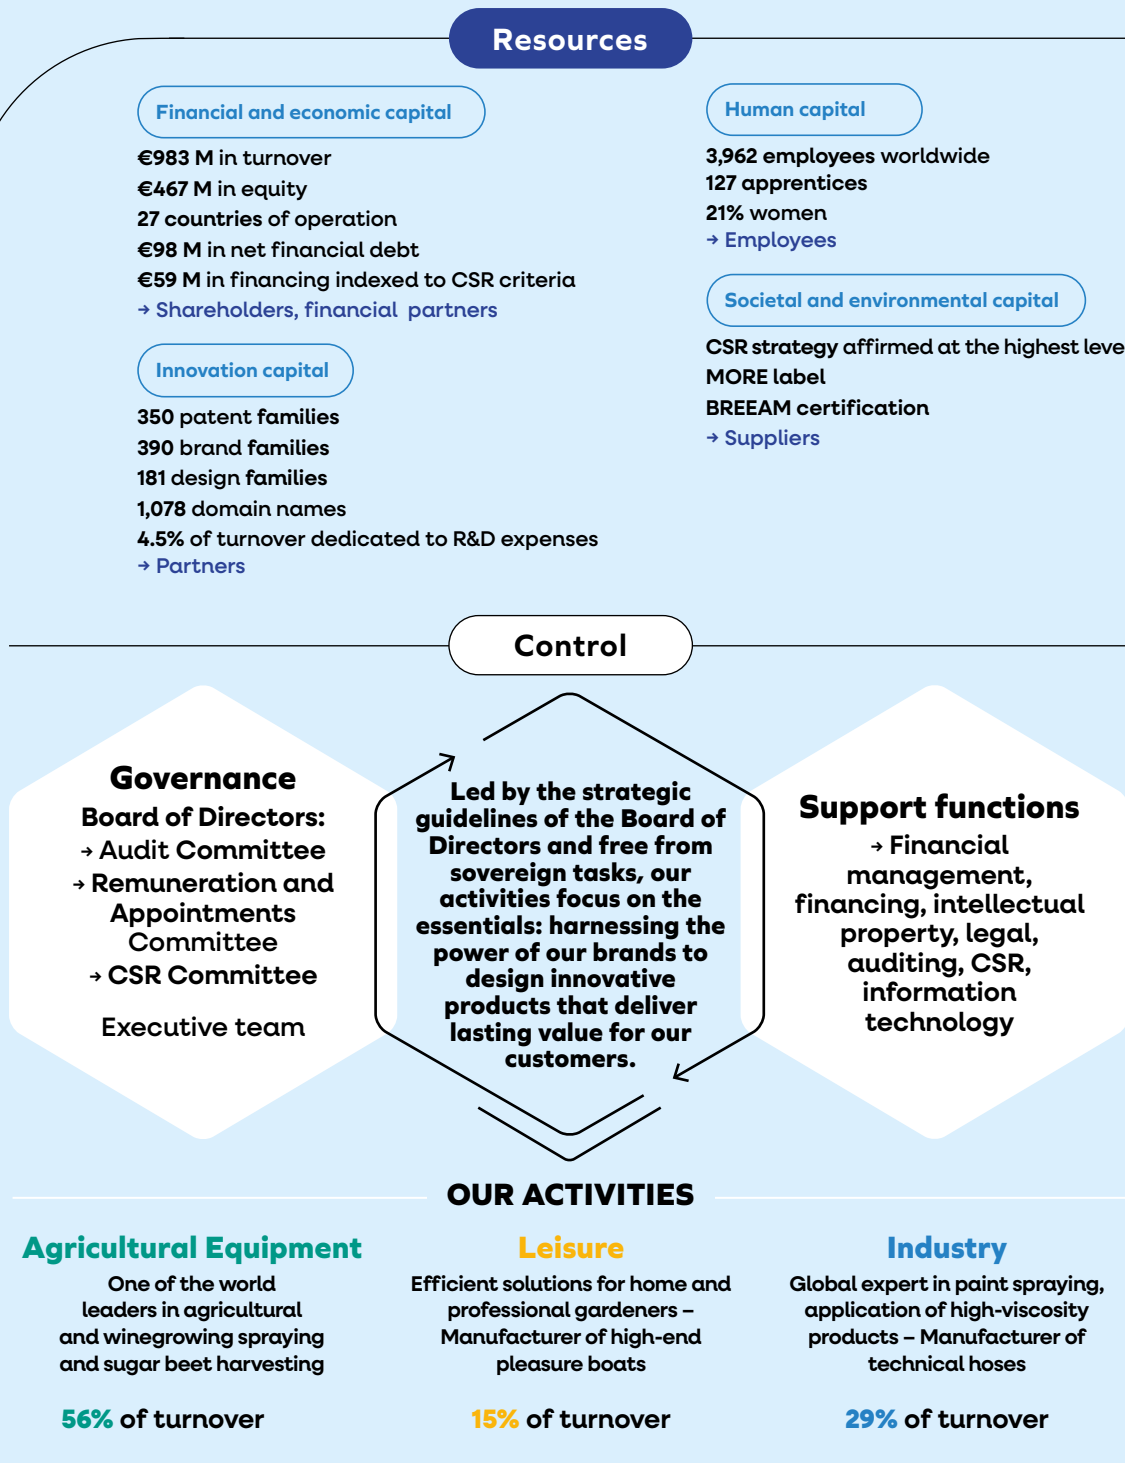 Resources
Financial and economic capital
€983 M in turnover
€467 M in equity
27 countries of operation
€98 M in net financial debt
€59 M in financing indexed to CSR criteria
→ Shareholders, financial partners
Innovation capital
350 patent families
390 brand families
181 design families
1,078 domain names
4.5% of turnover dedicated to R&D expenses
→ Partners
Human capital
3,962 employees worldwide
127 apprentices
21% women
→ Employees
Societal and environmental capital
CSR strategy affirmed at the highest leve
MORE label
BREEAM certification
→ Suppliers
Control
Governance
Board of Directors:
→ Audit Committee
→ Remuneration and
Appointments
Committee
→ CSR Committee
Executive team
Led by the strategic
guidelines of the Board of
Directors and free from
sovereign tasks, our
activities focus on the
essentials: harnessing the
power of our brands to
design innovative
products that deliver
lasting value for our
customers.
Support functions
→ Financial
management,
financing, intellectual
property, legal,
auditing, CSR,
information
technology
OUR ACTIVITIES
Agricultural Equipment
One of the world
leaders in agricultural
and winegrowing spraying
and sugar beet harvesting
56% of turnover
Leisure
Efficient solutions for home and
professional gardeners –
Manufacturer of high-end
pleasure boats
15% of turnover
Industry
Global expert in paint spraying,
application of high-viscosity
products – Manufacturer of
technical hoses
29% of turnover